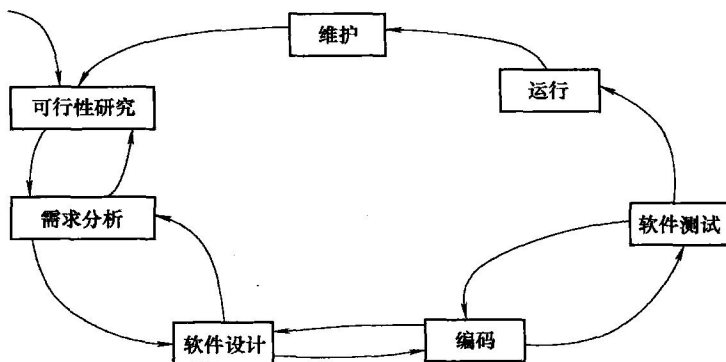 维护
运行
可行性研究
需求分析
软件测试
软件设计
编码